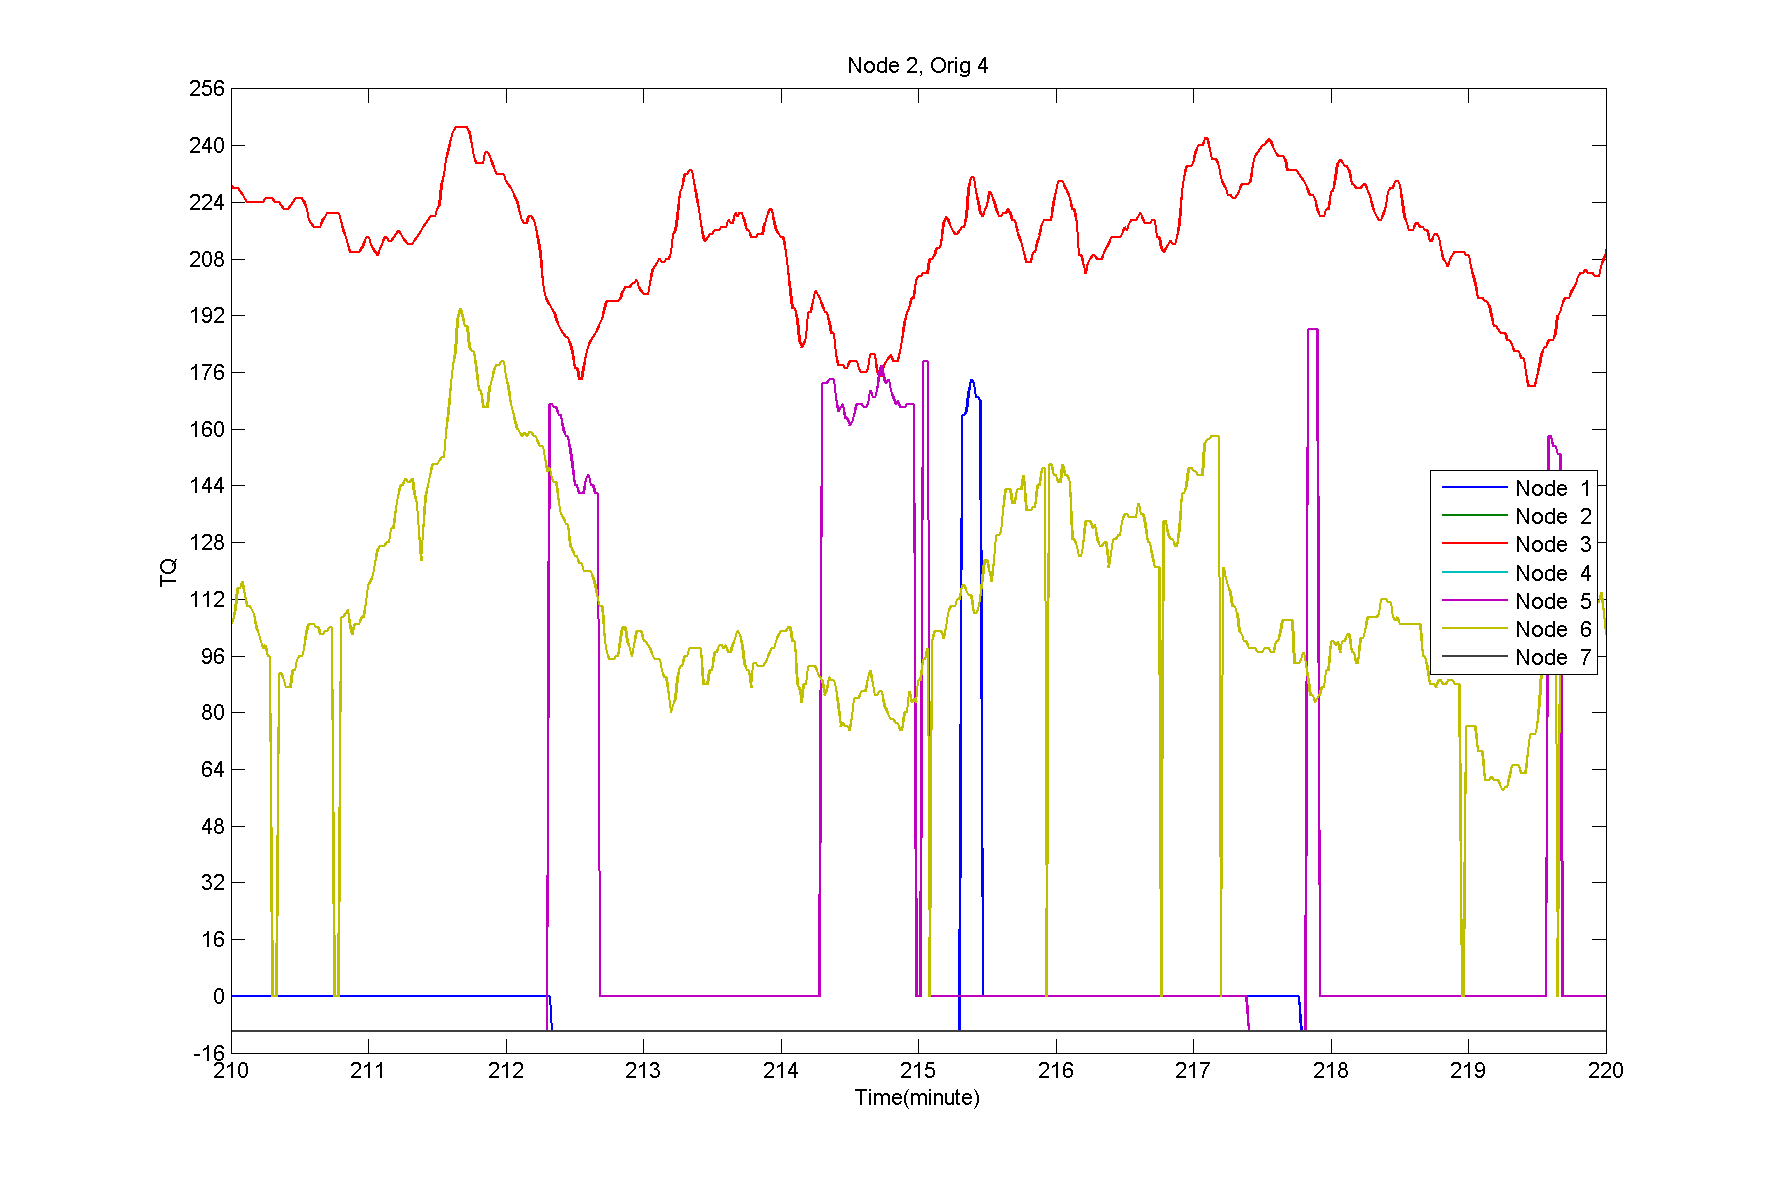 Node 2, Orig 4
256
240
224
208
192
176
160
144
128
112
96
80
64
48
32
16
0
-16
TQ
Node 1
Node 2
Node 3
Node 4
Node 5
Node 6
Node 7
210 211 212 213 214 215 216 217 218 219 220
Time(minute)